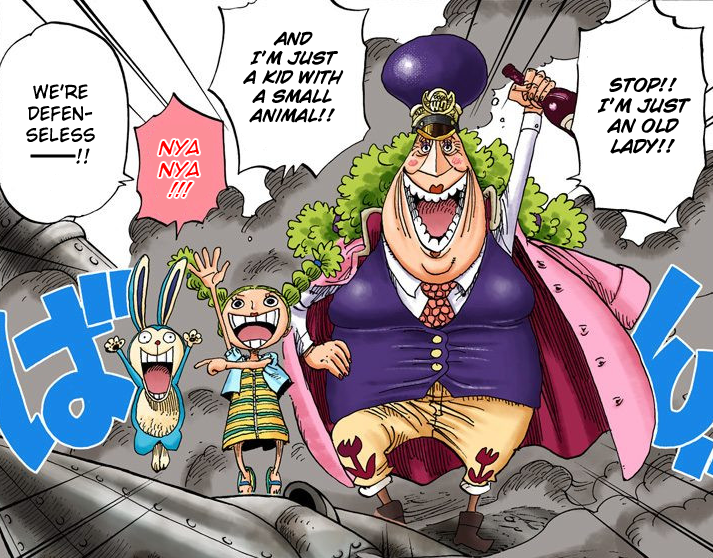 STOP!!
I'M JUST
AN OLD
LADY!!
AND
I'M JUST
A KID WITH
A SMALL
ANIMAL!!
NYA
NYA
!!!
WE'RE
DEFEN-
SELESS
—!!
ばん